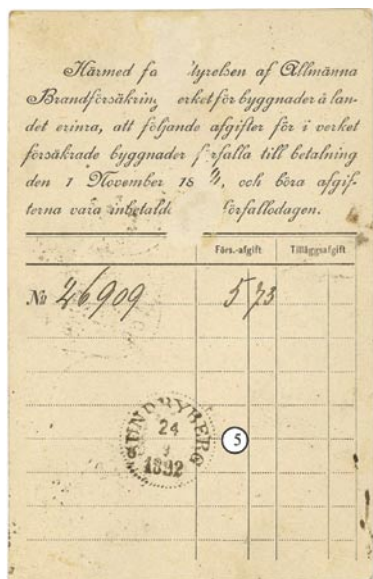 Härmed fa tyrelsen af Allmänna
Brandförsäkrin erket för byggnader å lan-
det erinra, att följande afgifter för i verket
försäkrade byggnader f rfalla till betalning
den 1 November 18 och böra afgif-
terna vara inbetald förfallodagen.
Förs.-afgift Tilläggsafgift
No 26909 5 73
SUNDBYBERG
24
1892
5